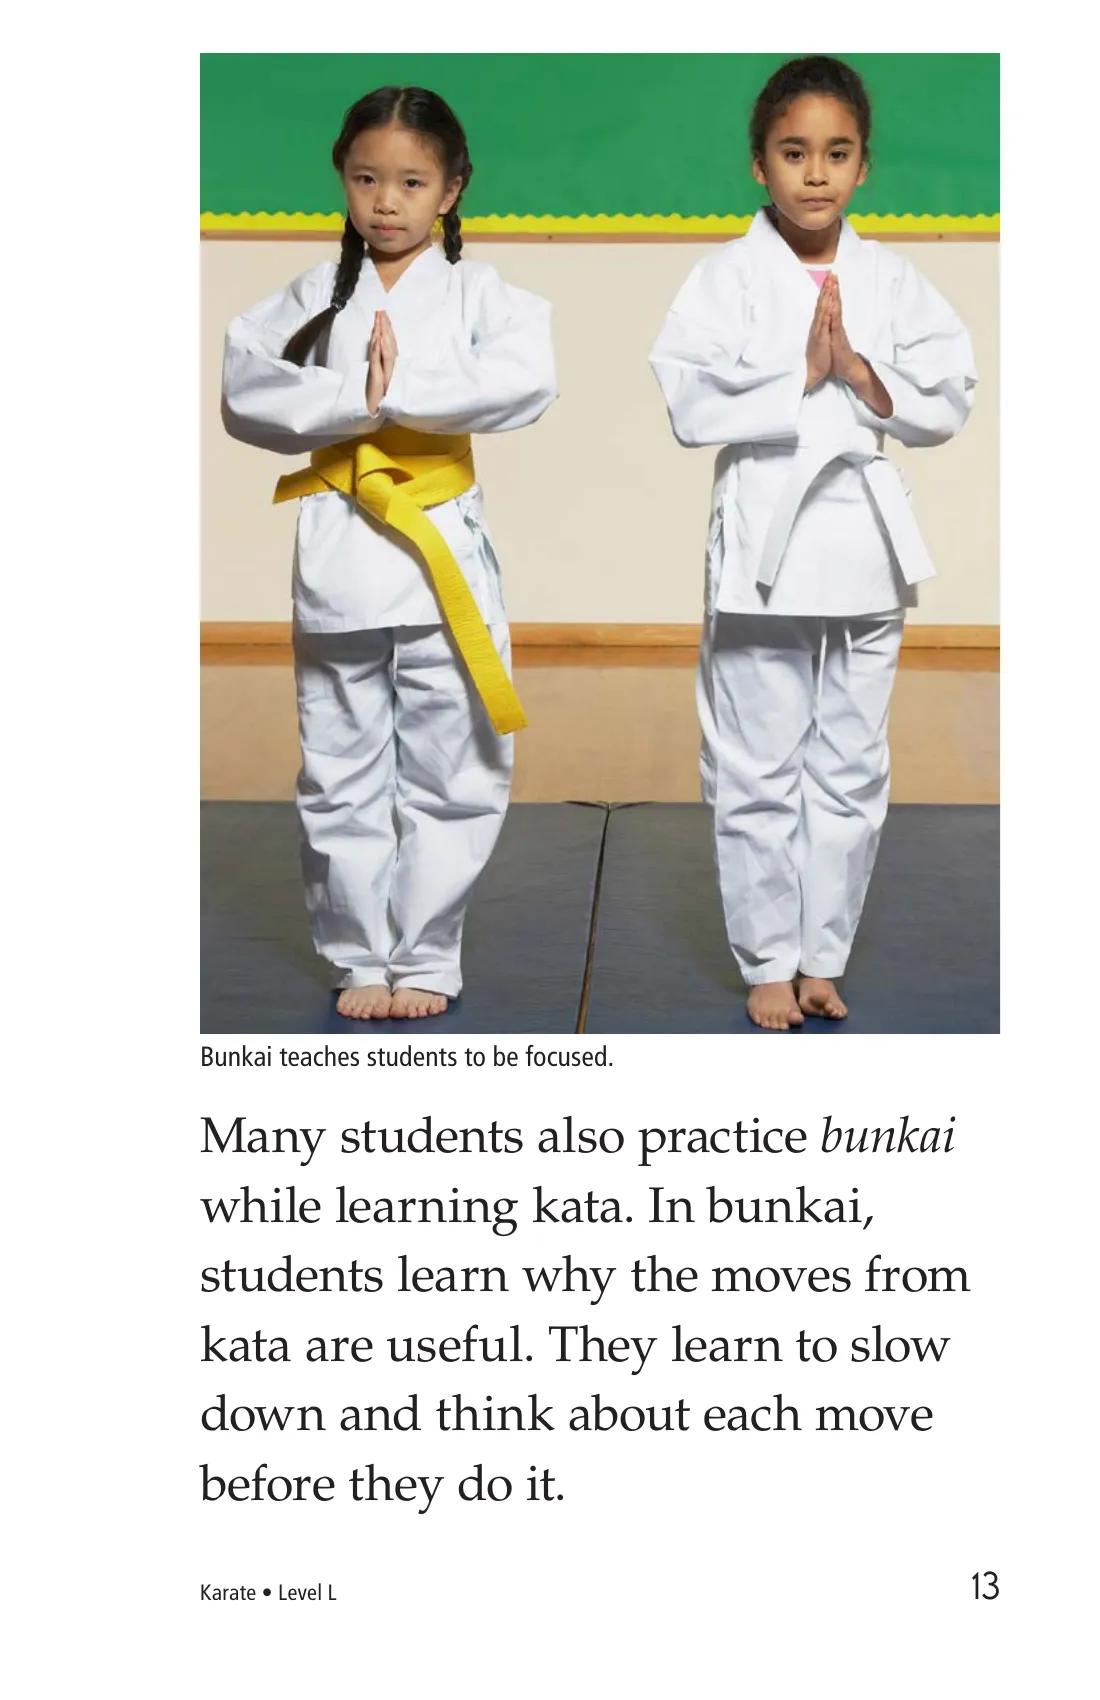 Bunkai teaches students to be focused.
Many students also practice bunkai
while learning kata. In bunkai,
students learn why the moves from
kata are useful. They learn to slow
down and think about each move
before they do it.
Karate • Level L
13